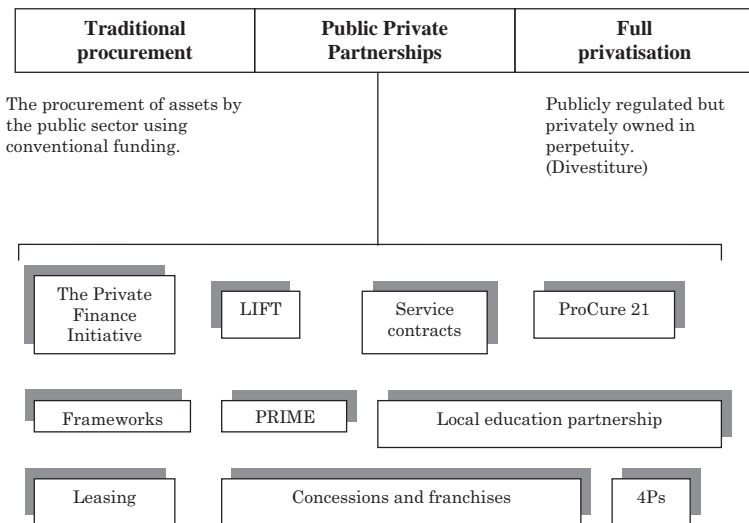 Traditional procurement
Public Private Partnerships
Full privatisation
The procurement of assets by
the public sector using
conventional funding.
Publicly regulated but
privately owned in
perpetuity.
(Divestiture)
The Private
Finance
Initiative
LIFT
Service
contracts
ProCure 21
Frameworks
PRIME
Local education partnership
Leasing
Concessions and franchises
4Ps